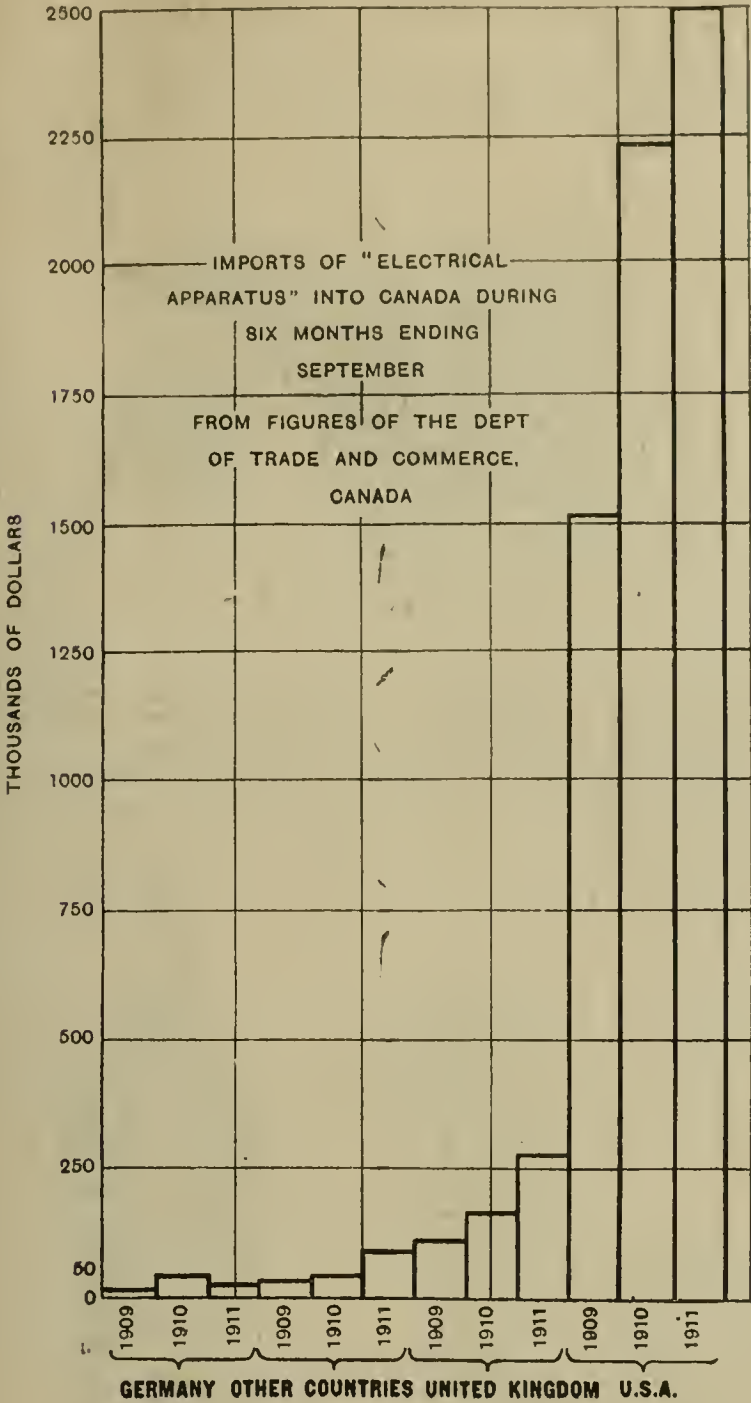 2500
2250
2000
1750
1500
1250
1000
750
500
250
50
0
THOUSANDS OF DOLLARS
IMPORTS OF "ELECTRICAL
APPARATUS" INTO CANADA DURING
SIX MONTHS ENDING
SEPTEMBER
FROM FIGURES OF THE DEPT
OF TRADE AND COMMERCE,
CANADA
1909 1910 1911 1909 1910 1911 1909 1910 1911 1909 1910 1911
GERMANY OTHER COUNTRIES UNITED KINGDOM U.S.A.